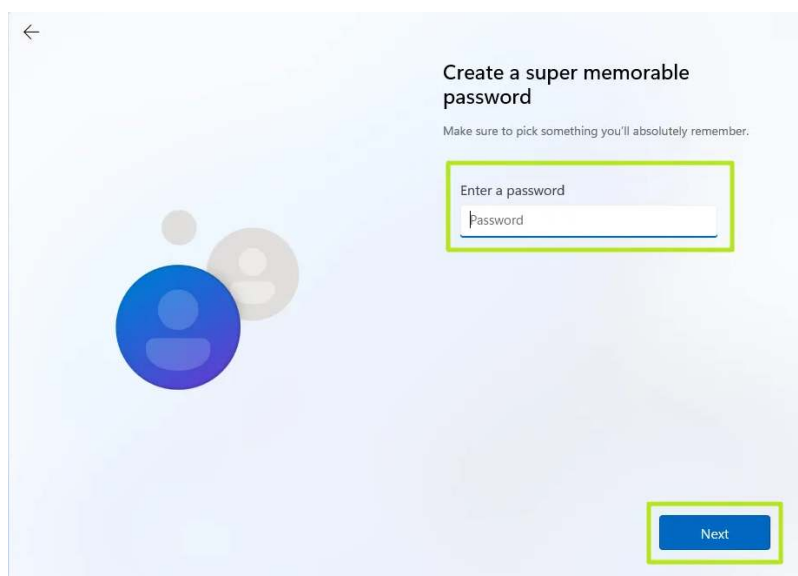 Create a super memorable
password
Make sure to pick something you'll absolutely remember.
Enter a password
Password
Next